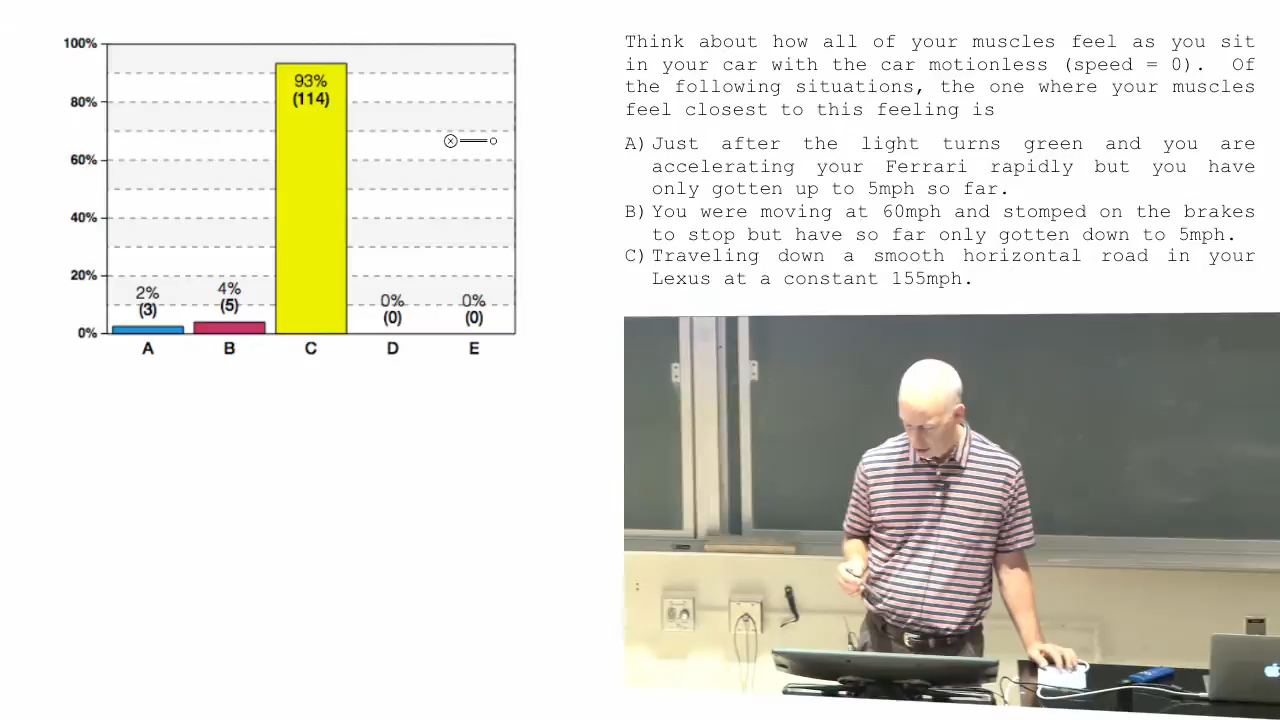 100%
80%
60%
40%
20%
0%
2%
(3)
4%
(5)
93%
(114)
0%
(0)
0%
(0)
A B C D E
Think about how all of your muscles feel as you sit
in your car with the car motionless (speed = 0). Of
the following situations, the one where your muscles
feel closest to this feeling is
A) Just after the light turns green and you are
accelerating your Ferrari rapidly but you have
only gotten up to 5mph so far.
B) You were moving at 60mph and stomped on the brakes
to stop but have so far only gotten down to 5mph.
C) Traveling down a smooth horizontal road in your
Lexus at a constant 155mph.